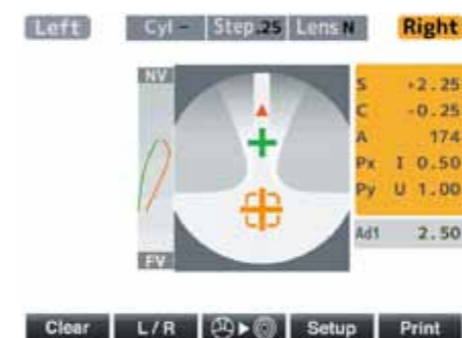 Left Cyl - Step .25 Lens N Right
NV
S +2.25
C -0.25
A 174
Px I 0.50
Py U 1.00
Ad1 2.50
FV
Clear L/R Setup Print